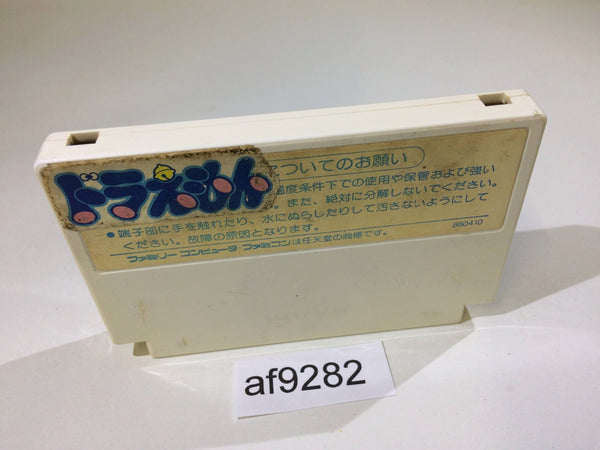 ドラえもん
についてのお願い
温度条件下での使用や保管および強い
。また、絶対に分解しないでください。
●端子部に手を触れたり、水にぬらしたりして汚さないようにして
ください。故障の原因となります。
860410
ファミリー コンピュータ・ファミコンは任天堂の商標です。
af9282